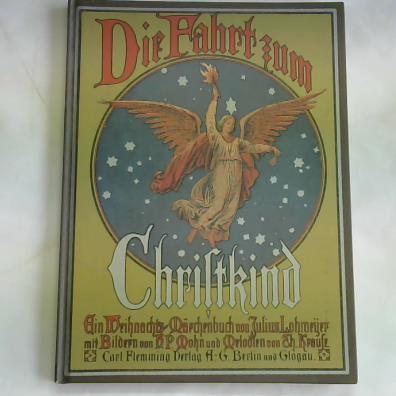 Die Fahrt zum
Chriſtkind
Ein Weihnachts-Märchenbuch von Julius Lohmeyer
mit Bildern von V.P. Mohn und Melodien von Th. Krauſe.
Carl Flemming Verlag A-G. Berlin und Glogau.